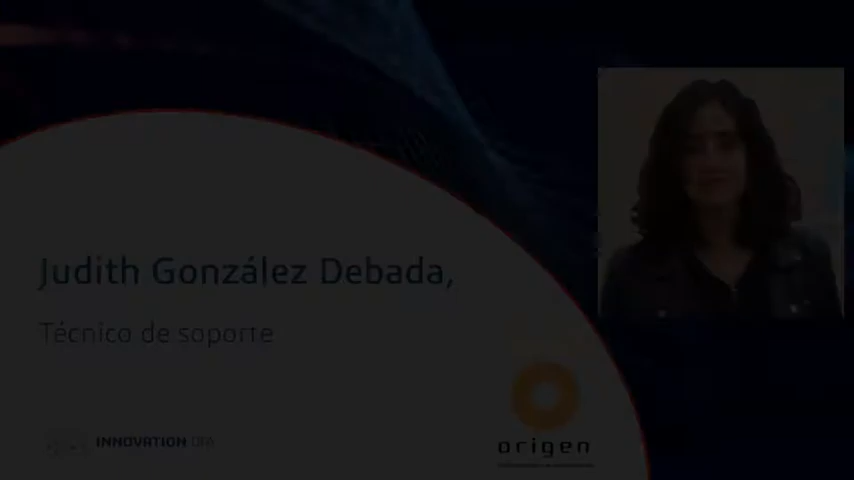 Judith González Debada,
Técnico de soporte
INNOVATION
origen